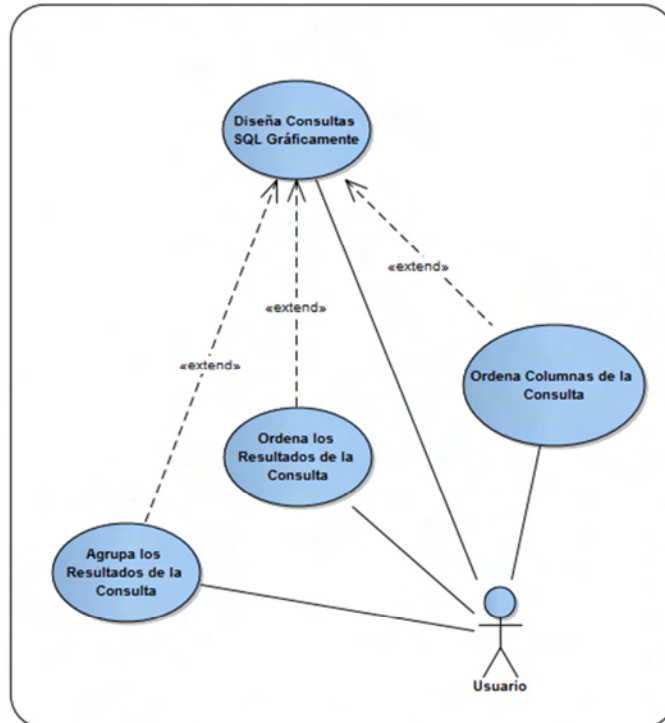 Diseña Consultas
SQL Gráficamente
«extend»
«extend»
«extend»
Ordena Columnas de la
Consulta
Ordena los
Resultados de la
Consulta
Agrupa los
Resultados de la
Consulta
Usuario